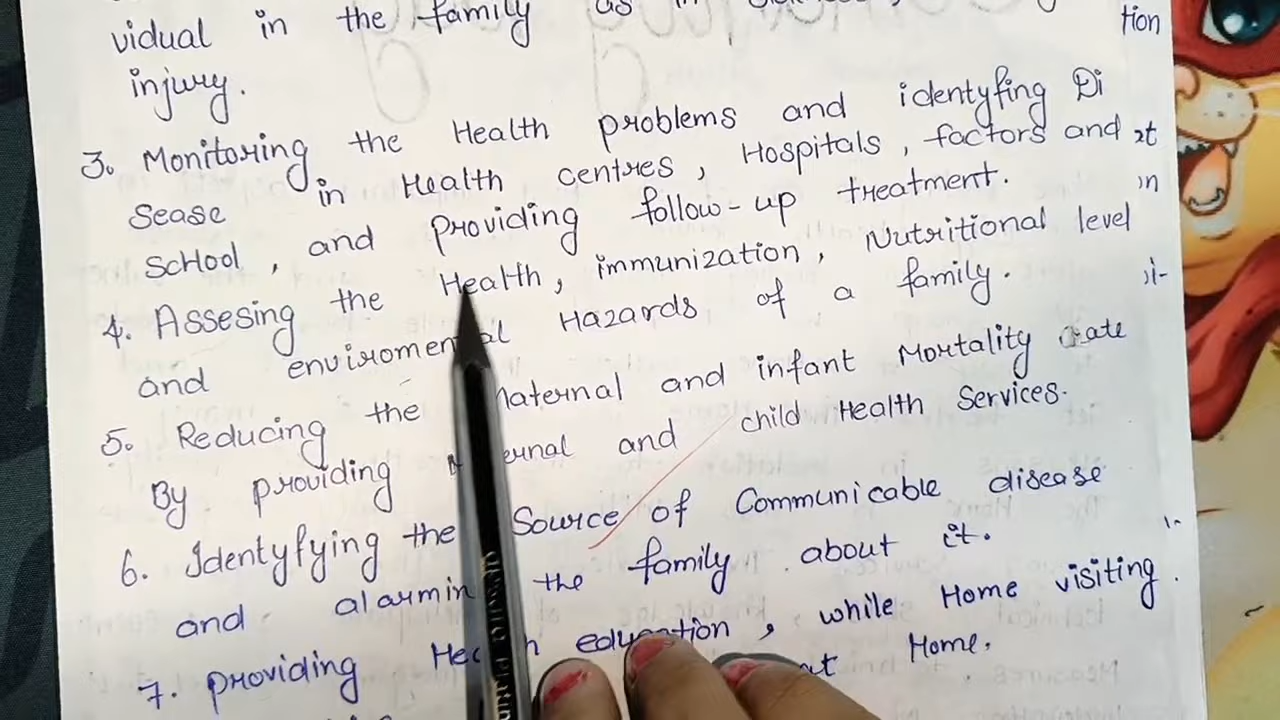 vidual in the family as in
tion
injury.
3. Monitoring the Health problems and identyfing Di
sease in Health centres, Hospitals, factors and
School, and providing follow-up treatment.
4. Assesing the Health, immunization, Nutritional level
and enviromental Hazards of a family.
5. Reducing the Maternal and infant Mortality rate
By providing and child Health Services.
6. Identyfying the Source of Communicable disease
and alarmin the family about it.
7. providing Health education, while Home visiting.
at Home.